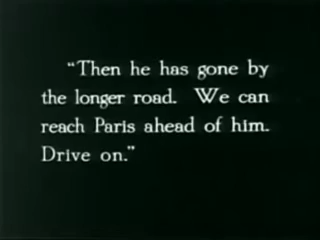 “Then he has gone by
the longer road. We can
reach Paris ahead of him.
Drive on.”